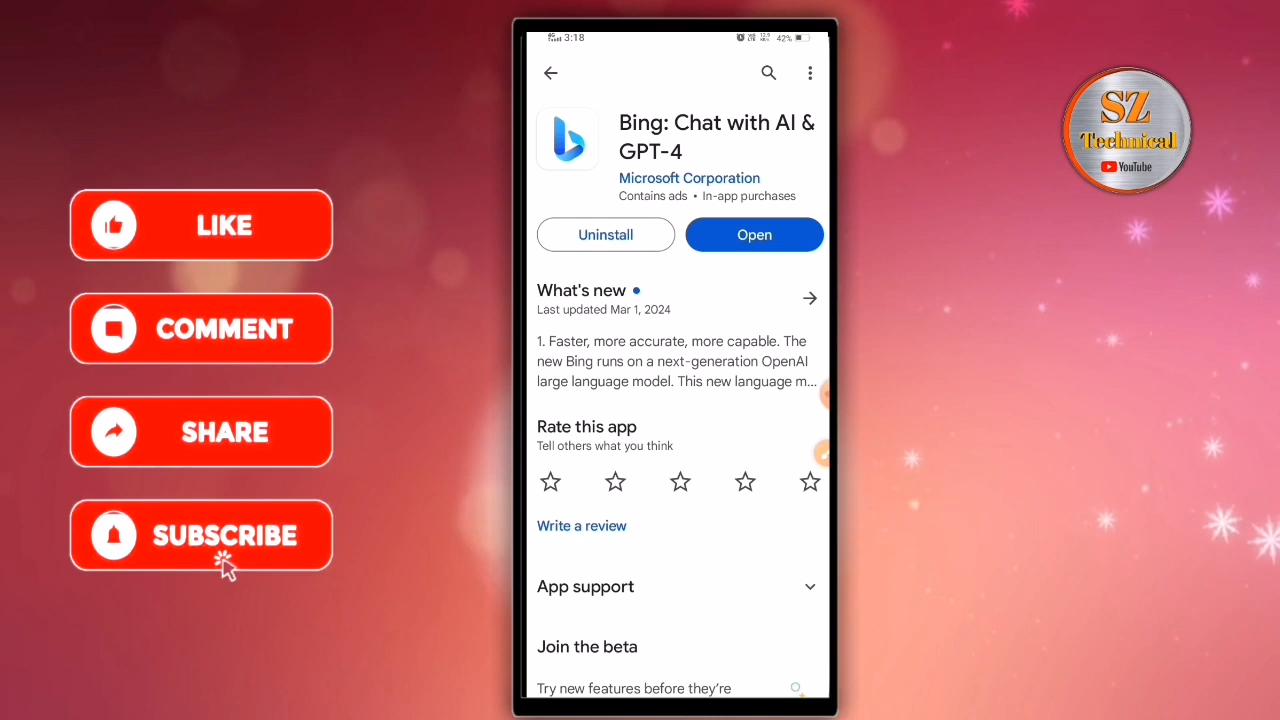 LIKE
COMMENT
SHARE
SUBSCRIBE
3:18
42%
Bing: Chat with AI &
GPT-4
Microsoft Corporation
Contains ads • In-app purchases
Uninstall
Open
What's new
Last updated Mar 1, 2024
1. Faster, more accurate, more capable. The
new Bing runs on a next-generation OpenAI
large language model. This new language m...
Rate this app
Tell others what you think
Write a review
App support
Join the beta
Try new features before they're
SZ
Technical
YouTube